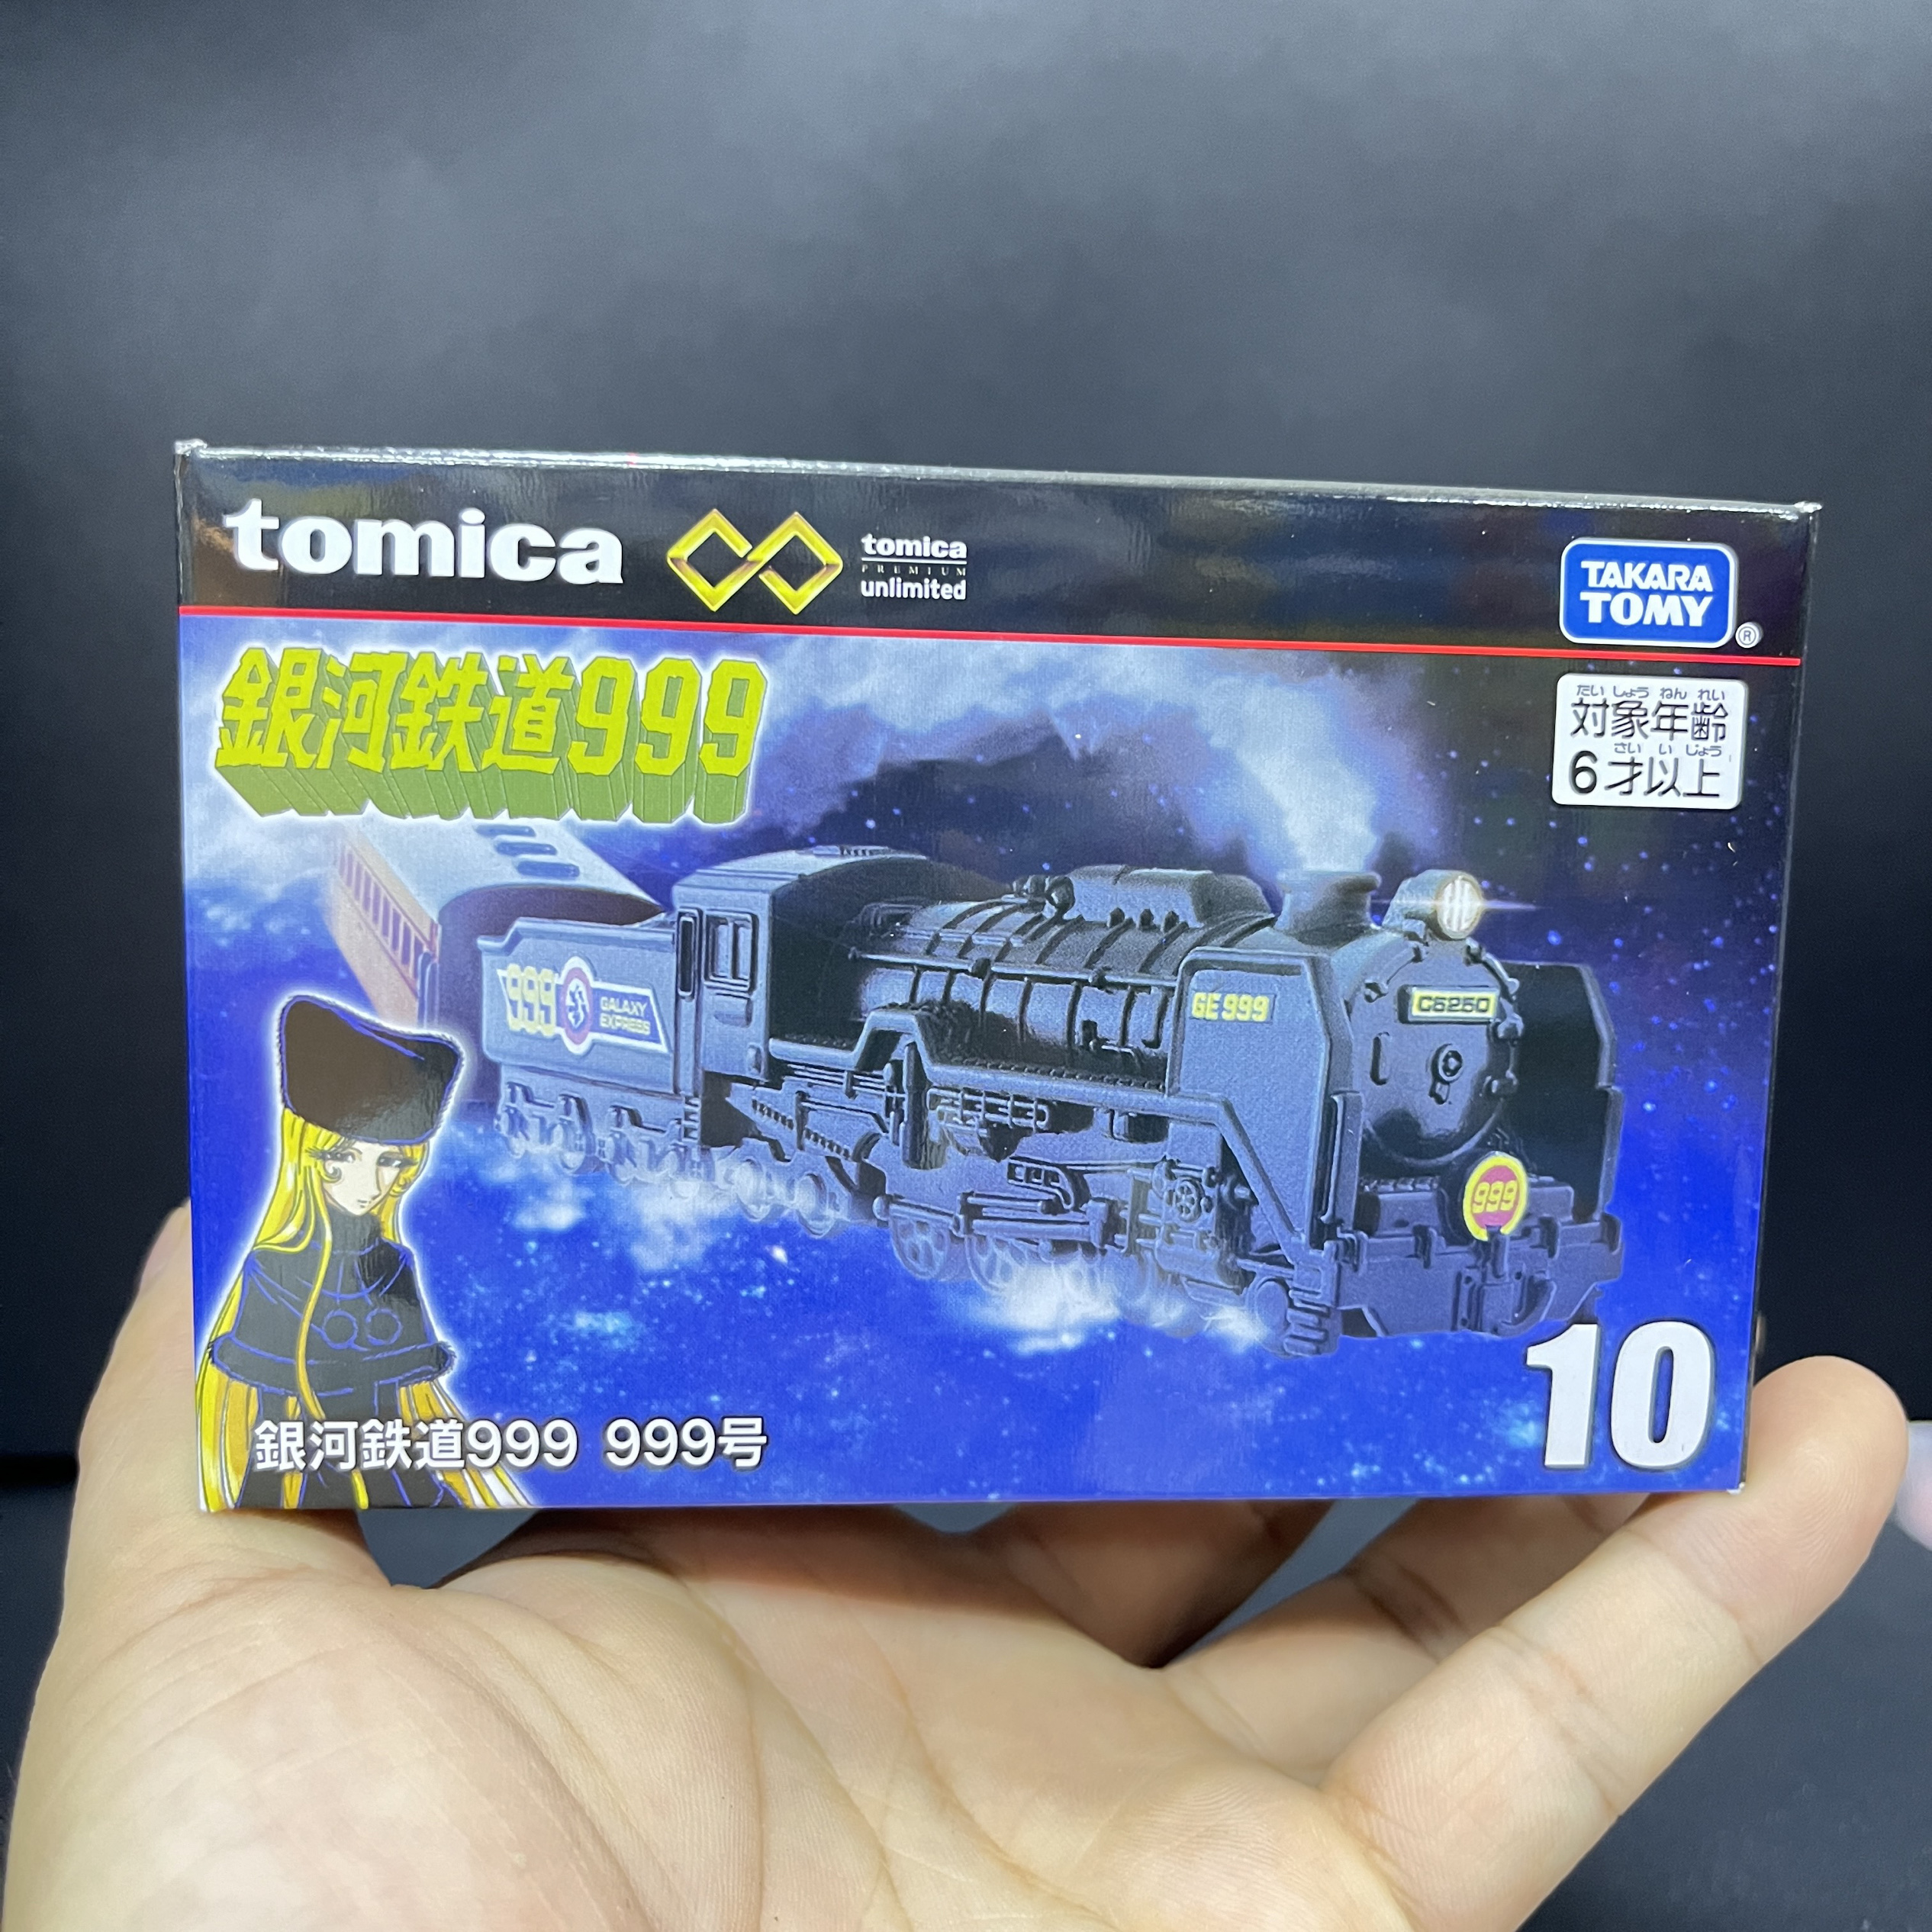 tomica
tomica
PREMIUM
unlimited
TAKARA
TOMY
®
銀河鉄道999
たいしょうねんれい
対象年齢
さいいじょう
6才以上
999
GALAXY
EXPRESS
GE999
C6250
999
10
銀河鉄道999 999号